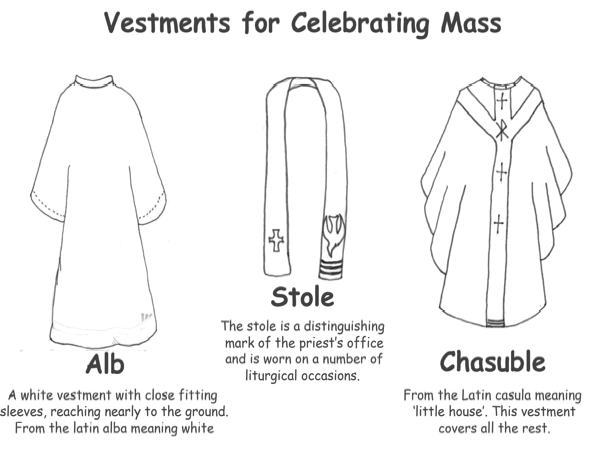 Vestments for Celebrating Mass
Alb
A white vestment with close fitting
sleeves, reaching nearly to the ground.
From the latin alba meaning white
Stole
The stole is a distinguishing
mark of the priest's office
and is worn on a number of
liturgical occasions.
Chasuble
From the Latin casula meaning
'little house'. This vestment
covers all the rest.